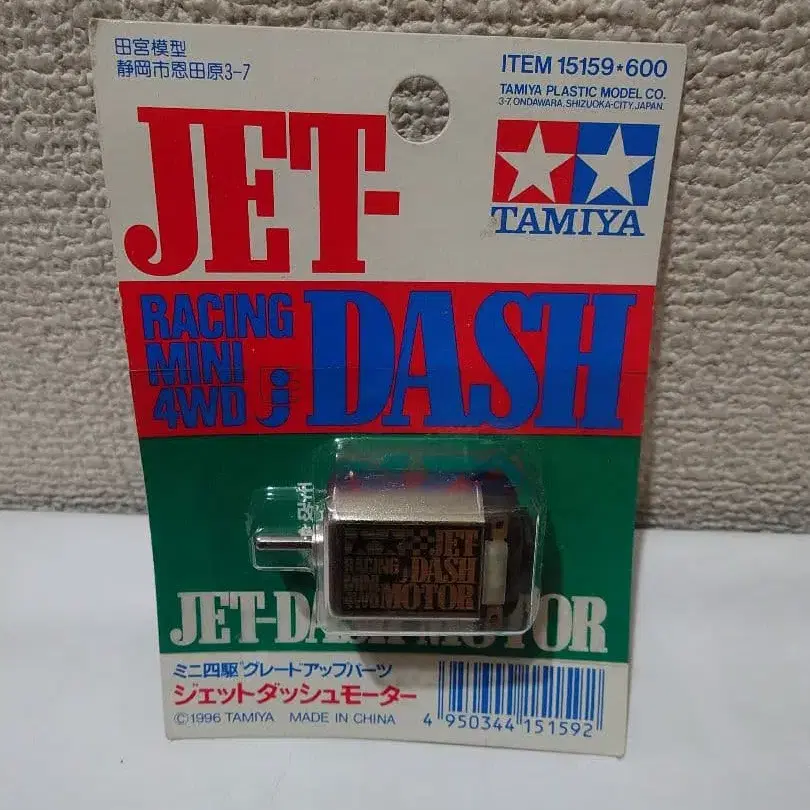 田宮模型
静岡市恩田原3-7
ITEM 15159★600
TAMIYA PLASTIC MODEL CO.
3-7, ONDAWARA, SHIZUOKA-CITY, JAPAN.
TAMIYA
JET-
RACING
MINI
4WD
DASH
JET
RACING
MINI
4WD
DASH
MOTOR
JET-DASH MOTOR
ミニ四駆グレードアップパーツ
ジェットダッシュモーター
©1996 TAMIYA MADE IN CHINA
4 950344 151592